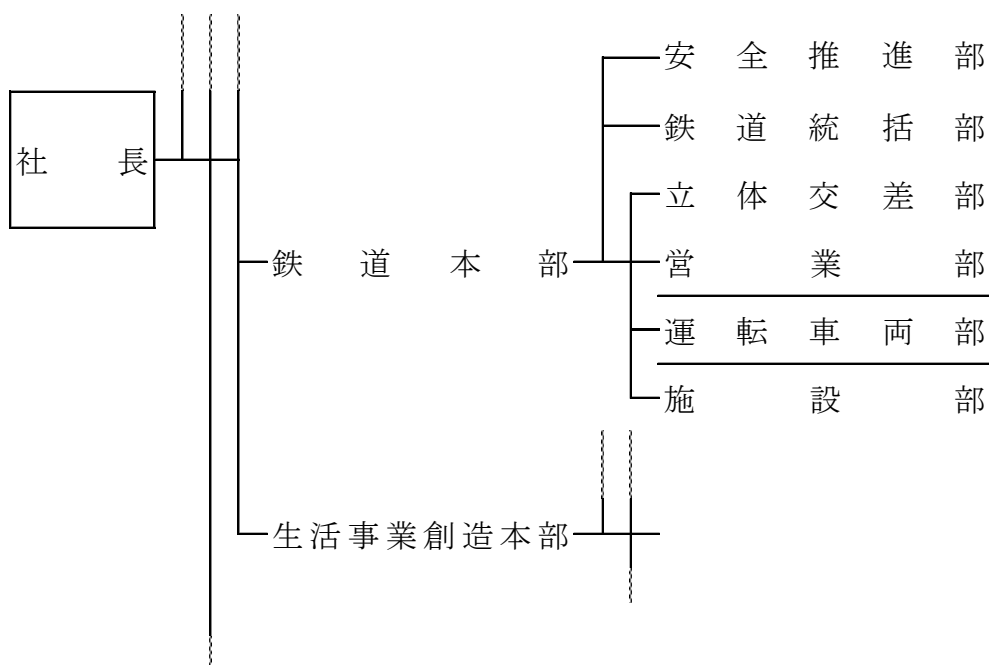 安全推進部
鉄道統括部
社長
立体交差部
鉄道本部
営業部
運転車両部
施設部
生活事業創造本部